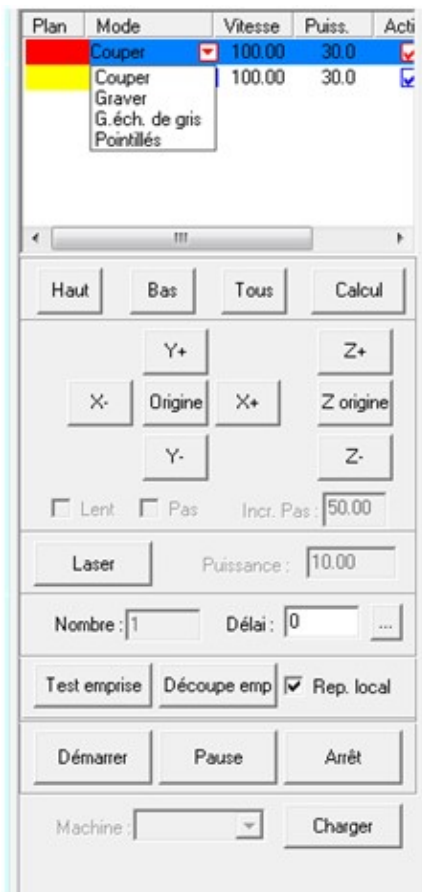 Plan Mode Vitesse Puiss. Acti
Couper 100.00 30.0
Couper 100.00 30.0
Graver
G.éch. de gris
Pointillés
Haut Bas Tous Calcul
Y+ Z+
X- Origine X+ Z origine
Y- Z-
Lent Pas Incr. Pas : 50.00
Laser Puissance : 10.00
Nombre : 1 Délai : 0 ...
Test emprise Découpe emp Rep. local
Démarrer Pause Arrêt
Machine : Charger